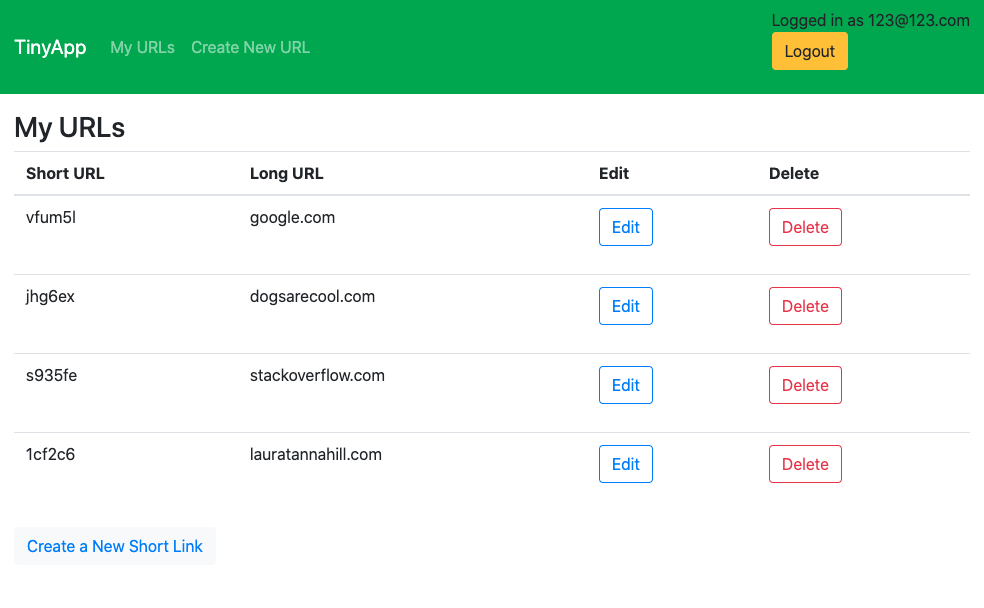 Logged in as 123@123.com
TinyApp My URLs Create New URL
Logout
My URLs
Short URL Long URL Edit Delete
vfum5l google.com Edit Delete
jhg6ex dogsarecool.com Edit Delete
s935fe stackoverflow.com Edit Delete
1cf2c6 lauratannahill.com Edit Delete
Create a New Short Link